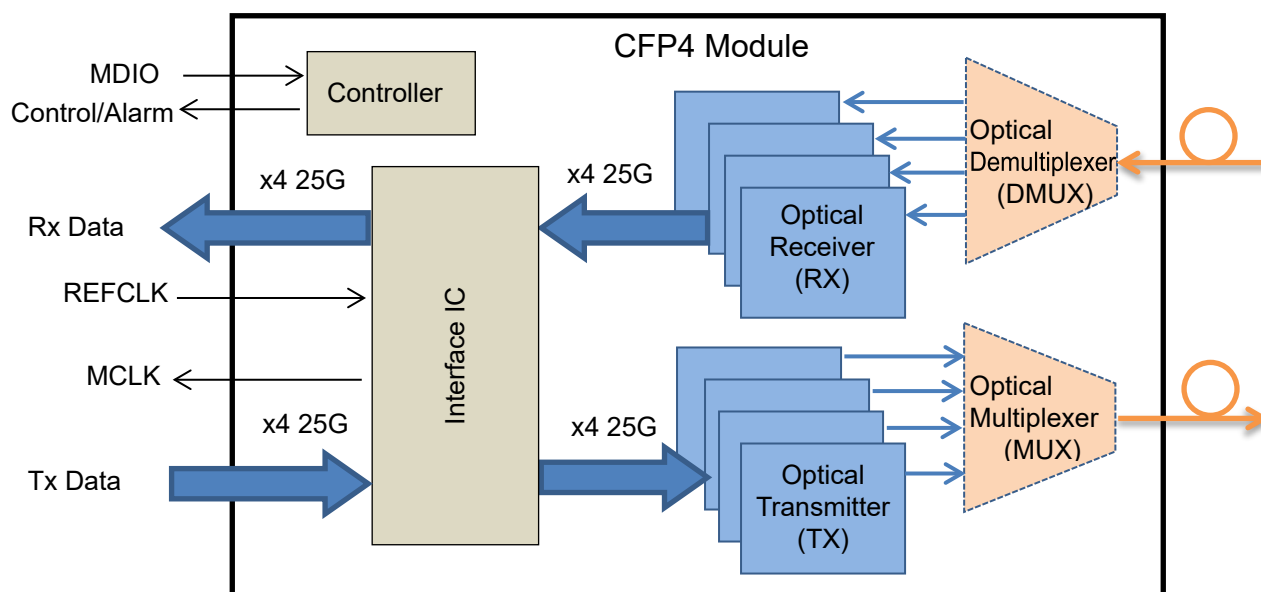 CFP4 Module
MDIO
Control/Alarm
Controller
x4 25G
x4 25G
Rx Data
REFCLK
MCLK
x4 25G
x4 25G
Tx Data
Interface IC
Optical
Receiver
(RX)
Optical
Demultiplexer
(DMUX)
Optical
Transmitter
(TX)
Optical
Multiplexer
(MUX)